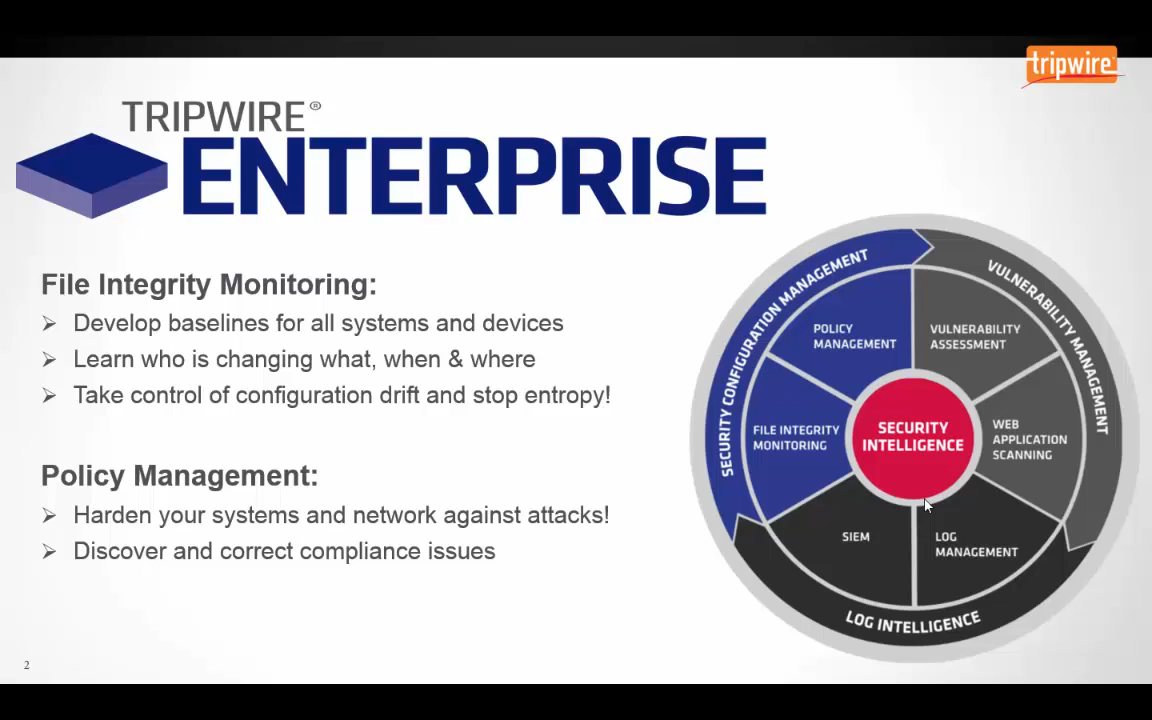 tripwire
TRIPWIRE®
ENTERPRISE
File Integrity Monitoring:
➢ Develop baselines for all systems and devices
➢ Learn who is changing what, when & where
➢ Take control of configuration drift and stop entropy!
Policy Management:
➢ Harden your systems and network against attacks!
➢ Discover and correct compliance issues
SECURITY CONFIGURATION MANAGEMENT
VULNERABILITY MANAGEMENT
POLICY
MANAGEMENT
VULNERABILITY
ASSESSMENT
FILE INTEGRITY
MONITORING
SECURITY
INTELLIGENCE
WEB
APPLICATION
SCANNING
SIEM
LOG
MANAGEMENT
LOG INTELLIGENCE
2